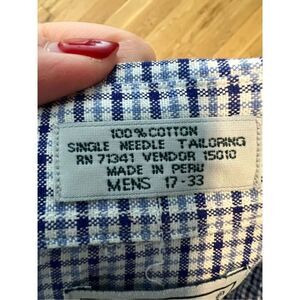 100% COTTON
SINGLE NEEDLE TAILORING
RN 71341 VENDOR 15010
MADE IN PERU
MENS 17-33